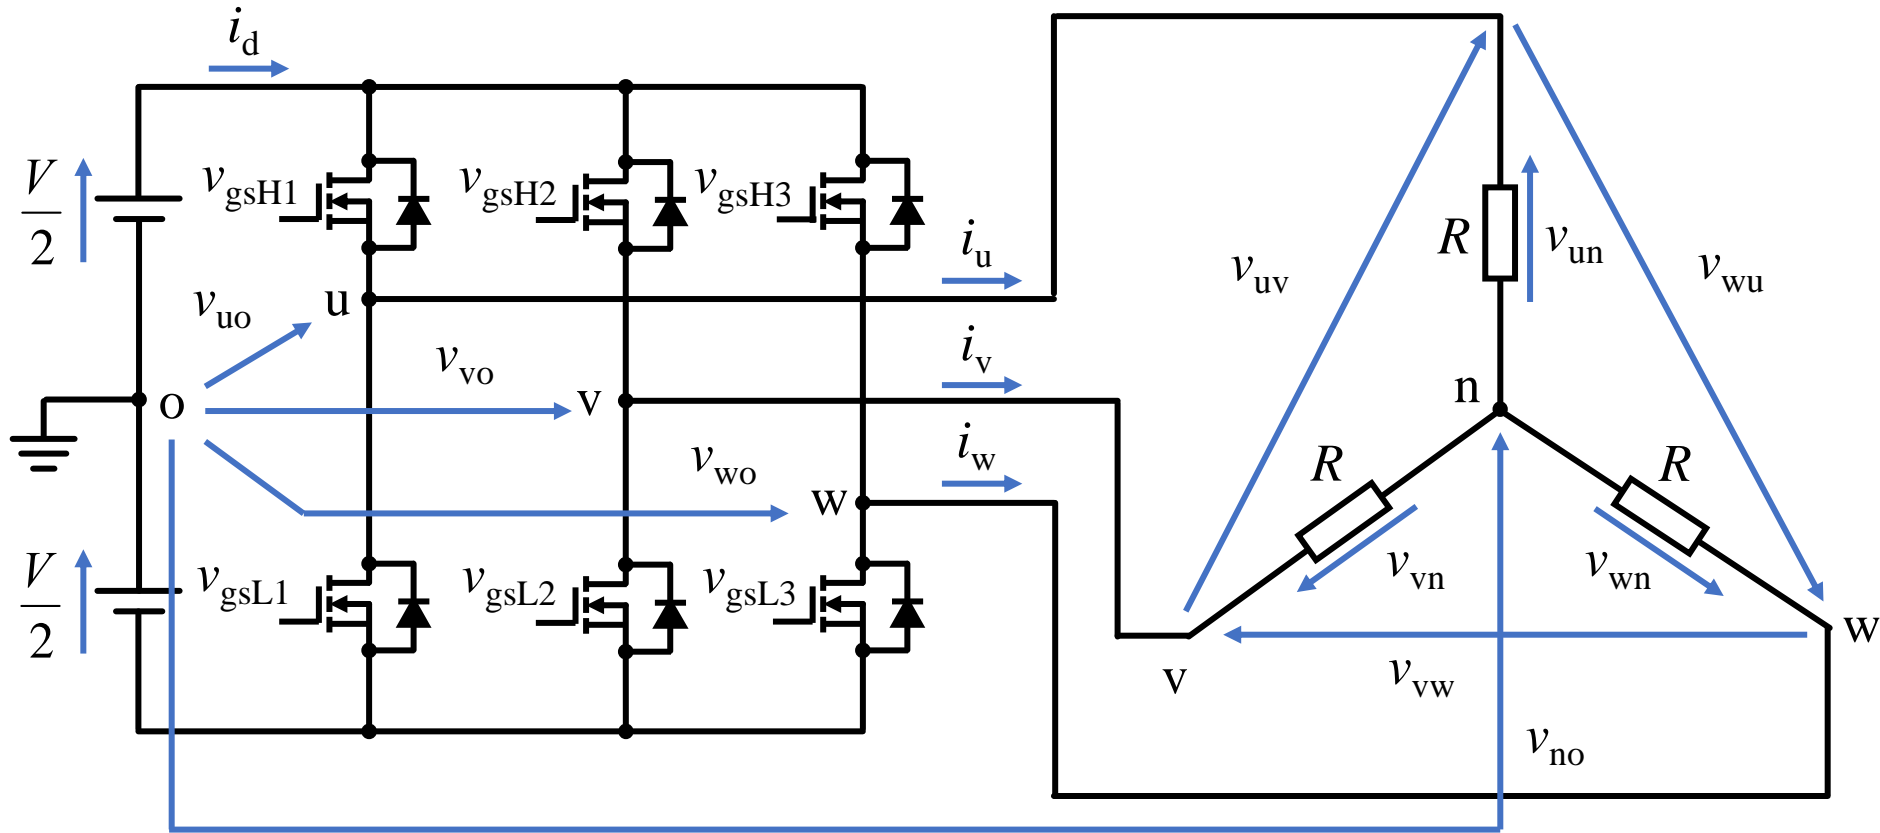 i_d
V/2
v_gsH1
v_gsH2
v_gsH3
i_u
R
v_un
v_uv
v_wu
v_uo
u
v_vo
i_v
n
o
v
v_wo
i_w
w
R
R
V/2
v_gsL1
v_gsL2
v_gsL3
v_vn
v_wn
v
v_vw
w
v_no